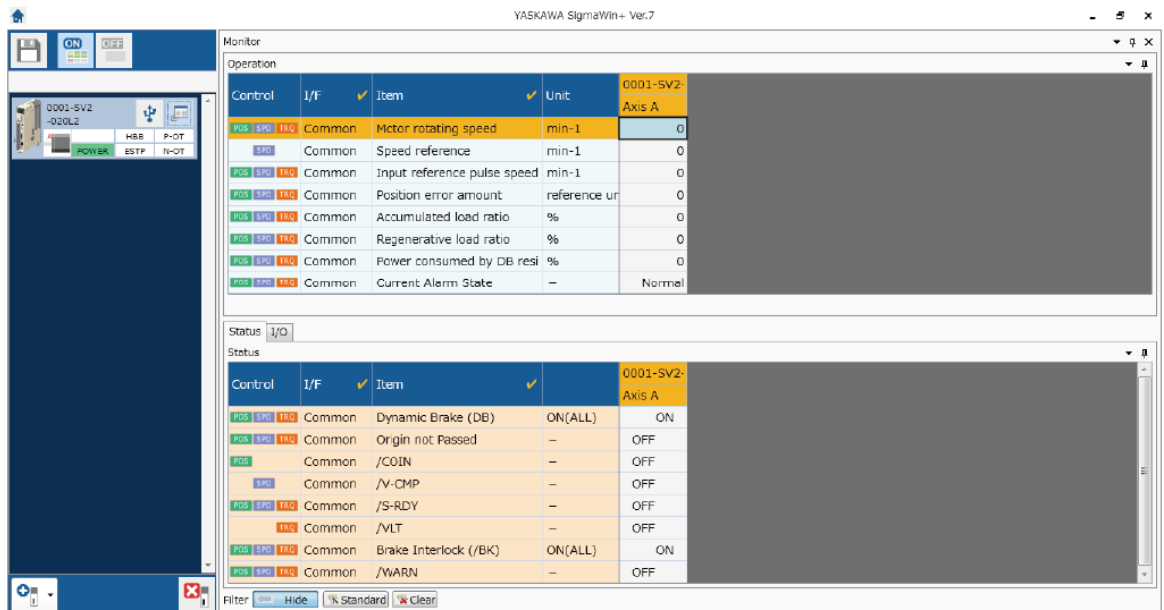 YASKAWA SigmaWin+ Ver.7
ON OFF
0001-SV2
-020L2
HBB P-OT
POWER ESTP N-OT
Monitor
Operation
Control I/F Item Unit 0001-SV2-
Axis A
POS SPD TRQ Common Motor rotating speed min-1 0
SPD Common Speed reference min-1 0
POS SPD TRQ Common Input reference pulse speed min-1 0
POS SPD TRQ Common Position error amount reference ur 0
POS SPD TRQ Common Accumulated load ratio % 0
POS SPD TRQ Common Regenerative load ratio % 0
POS SPD TRQ Common Power consumed by DB resi % 0
POS SPD TRQ Common Current Alarm State – Normal
Status I/O
Status
Control I/F Item 0001-SV2-
Axis A
POS SPD TRQ Common Dynamic Brake (DB) ON(ALL) ON
POS SPD TRQ Common Origin not Passed – OFF
POS Common /COIN – OFF
SPD Common /V-CMP – OFF
POS SPD TRQ Common /S-RDY – OFF
TRQ Common /VLT – OFF
POS SPD TRQ Common Brake Interlock (/BK) ON(ALL) ON
POS SPD TRQ Common /WARN – OFF
Filter Hide Standard Clear